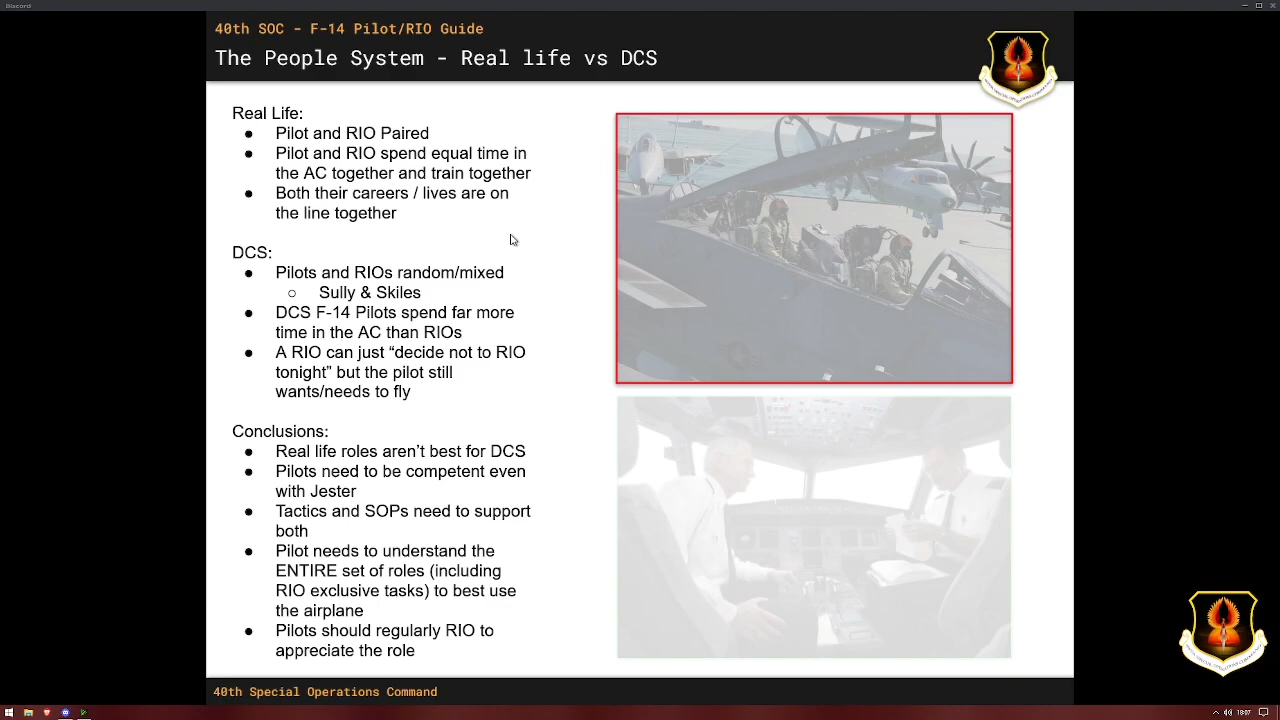 Discord
40th SOC - F-14 Pilot/RIO Guide
The People System - Real life vs DCS
Real Life:
● Pilot and RIO Paired
● Pilot and RIO spend equal time in
the AC together and train together
● Both their careers / lives are on
the line together
DCS:
● Pilots and RIOs random/mixed
○ Sully & Skiles
● DCS F-14 Pilots spend far more
time in the AC than RIOs
● A RIO can just “decide not to RIO
tonight” but the pilot still
wants/needs to fly
Conclusions:
● Real life roles aren’t best for DCS
● Pilots need to be competent even
with Jester
● Tactics and SOPs need to support
both
● Pilot needs to understand the
ENTIRE set of roles (including
RIO exclusive tasks) to best use
the airplane
● Pilots should regularly RIO to
appreciate the role
40th Special Operations Command
18:07